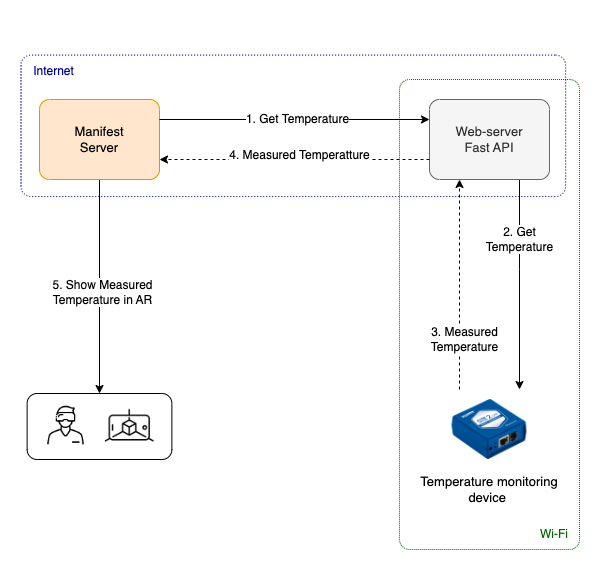 Internet
Manifest
Server
1. Get Temperature
Web-server
Fast API
4. Measured Temperatture
2. Get
Temperature
5. Show Measured
Temperature in AR
3. Measured
Temperature
Temperature monitoring
device
Wi-Fi